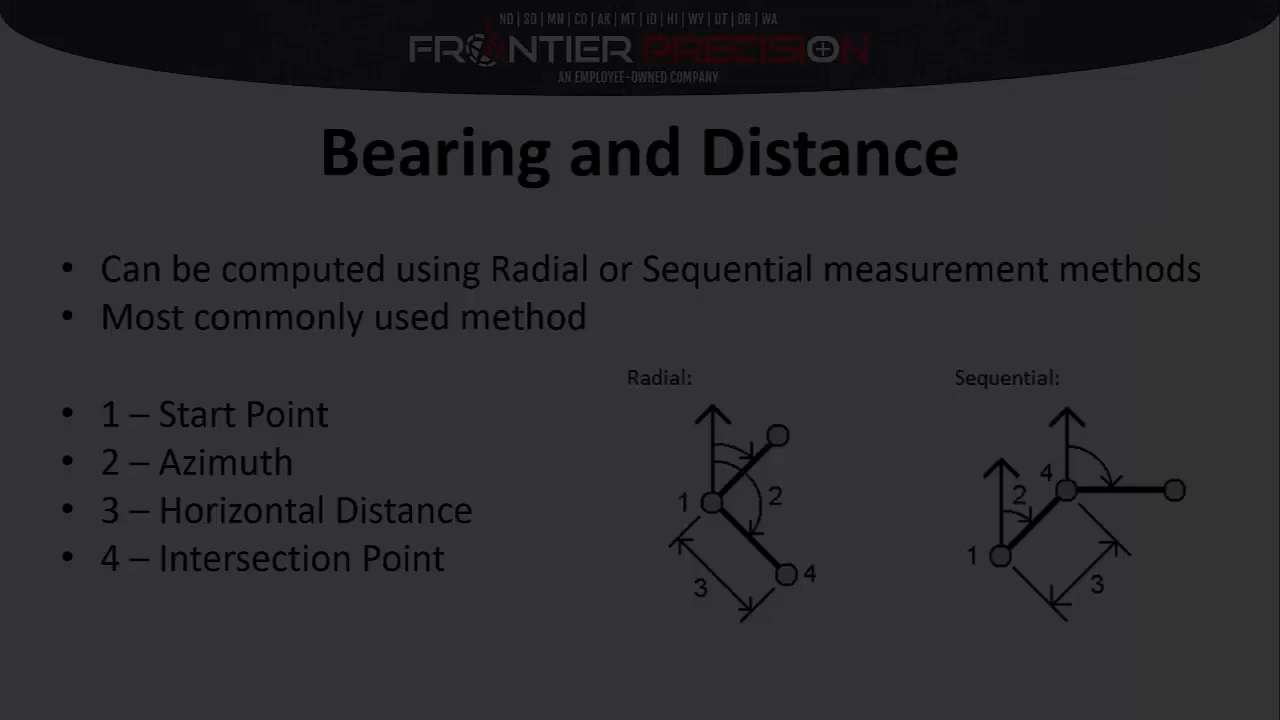 ND | SD | MN | CO | AK | MT | ID | HI | WY | UT | OR | WA
FRONTIER PRECISION
AN EMPLOYEE-OWNED COMPANY
Bearing and Distance
• Can be computed using Radial or Sequential measurement methods
• Most commonly used method
• 1 – Start Point
• 2 – Azimuth
• 3 – Horizontal Distance
• 4 – Intersection Point
Radial:
1
2
3
4
Sequential:
4
2
1
3